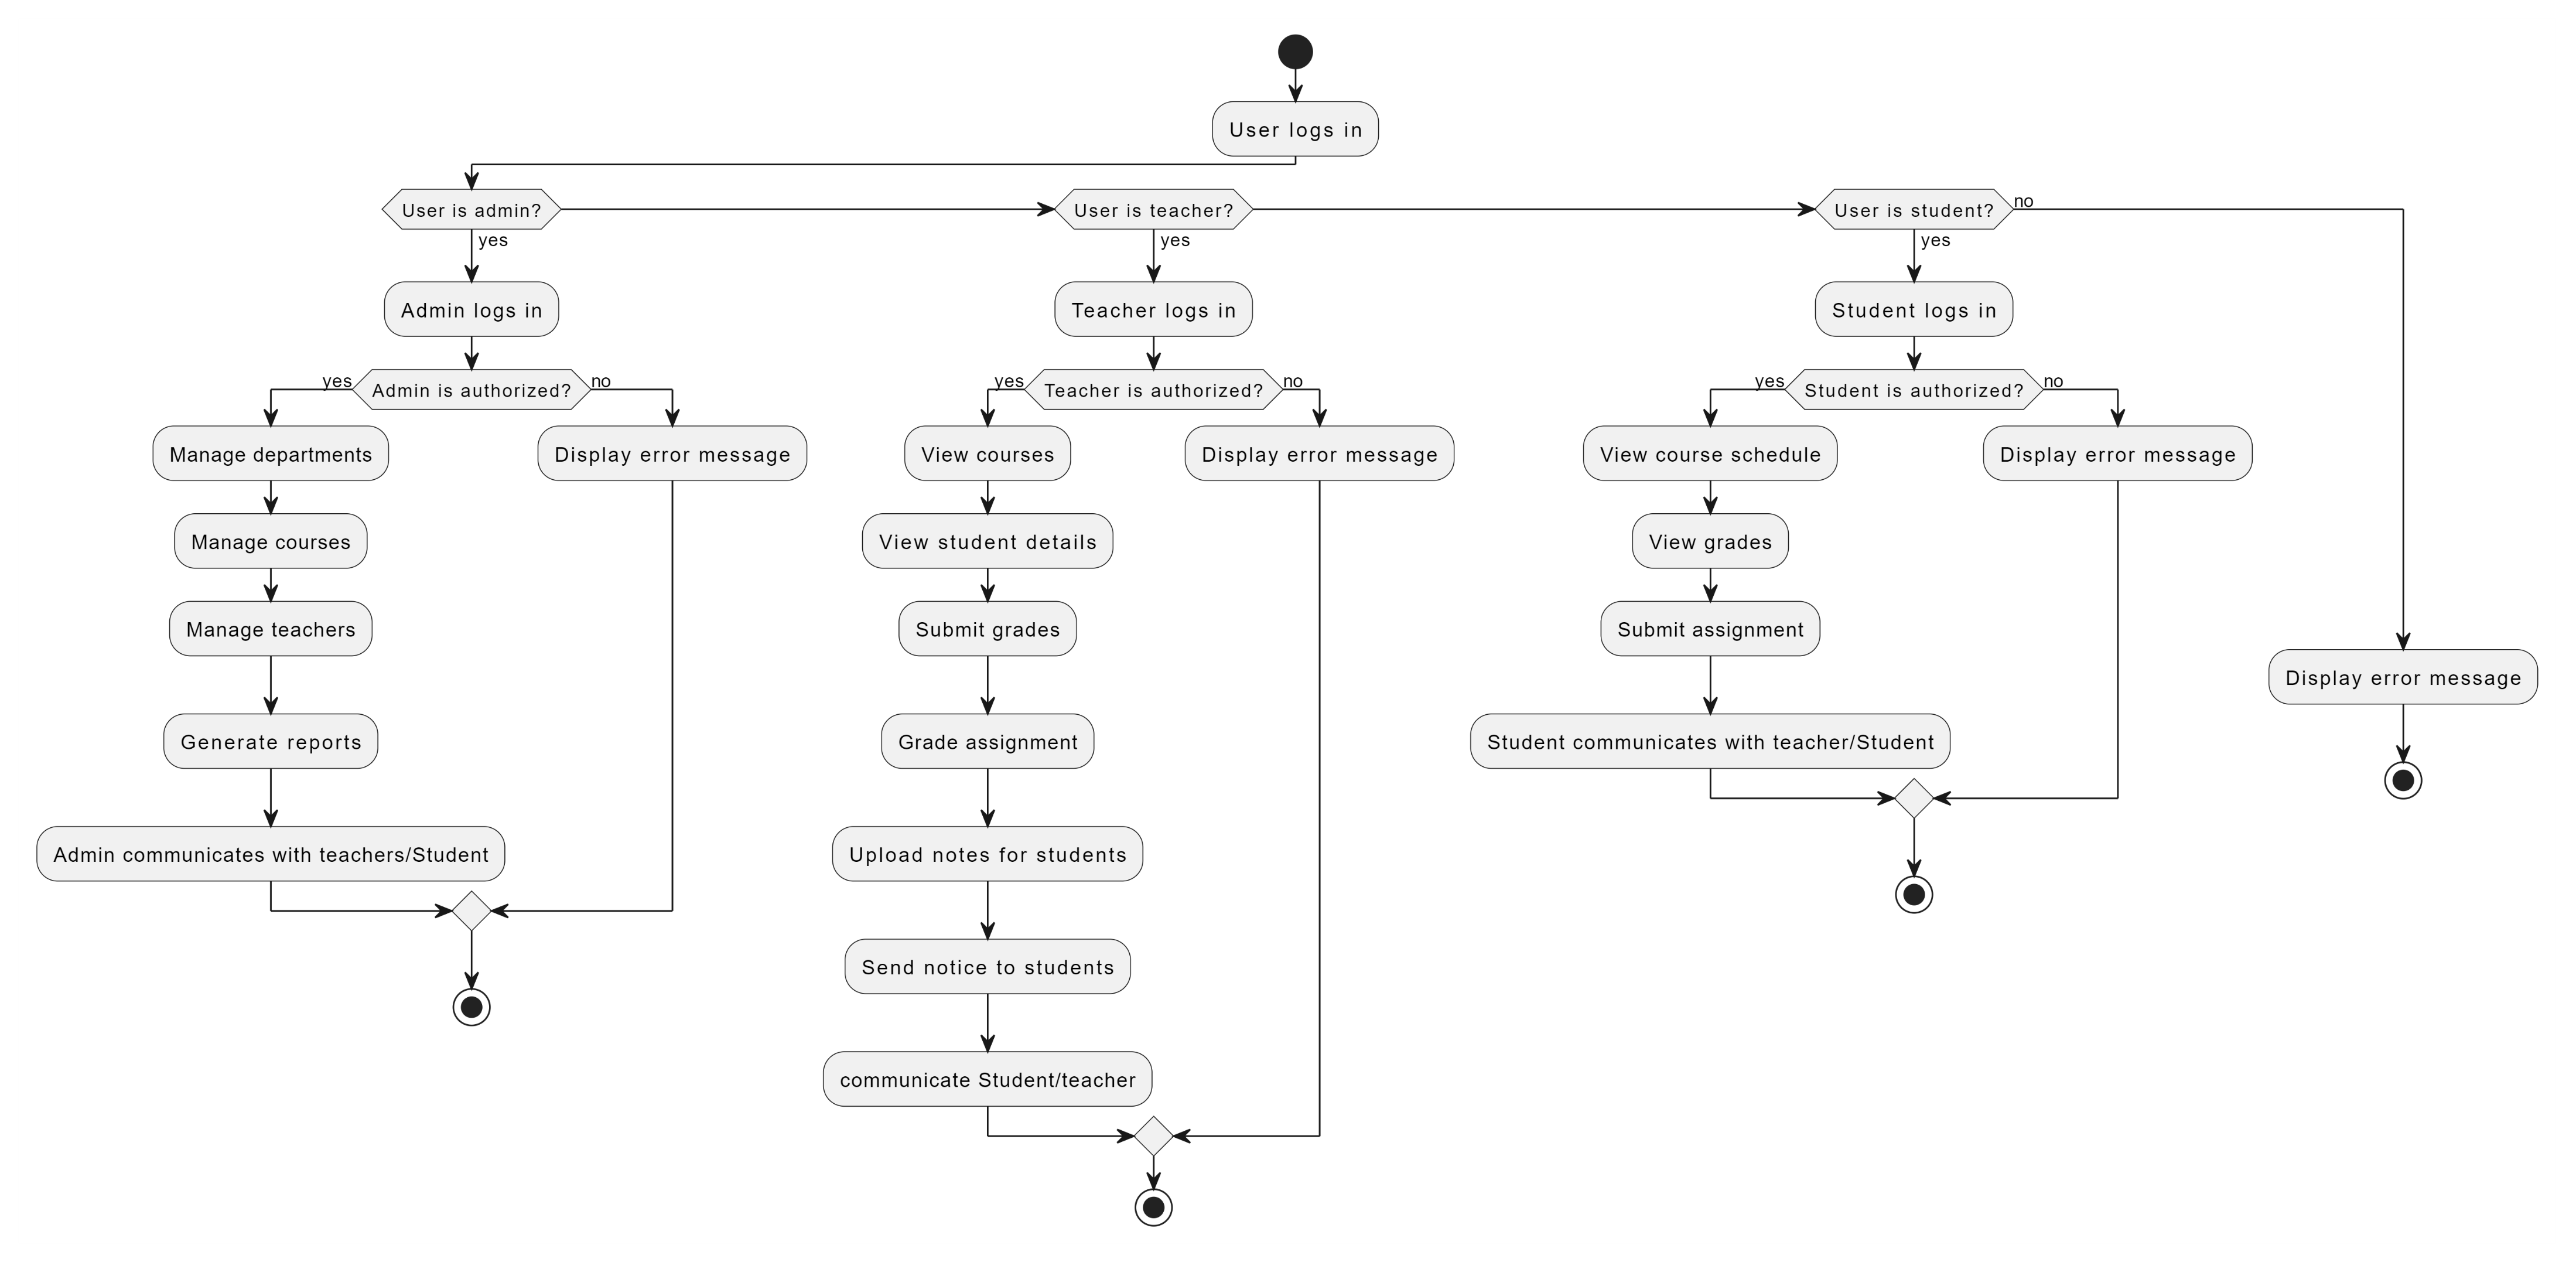 User logs in
User is admin?
User is teacher?
User is student?
no
yes
yes
yes
Admin logs in
Teacher logs in
Student logs in
yes
Admin is authorized?
no
yes
Teacher is authorized?
no
yes
Student is authorized?
no
Manage departments
Display error message
View courses
Display error message
View course schedule
Display error message
Manage courses
View student details
View grades
Manage teachers
Submit grades
Submit assignment
Display error message
Generate reports
Grade assignment
Student communicates with teacher/Student
Admin communicates with teachers/Student
Upload notes for students
Send notice to students
communicate Student/teacher